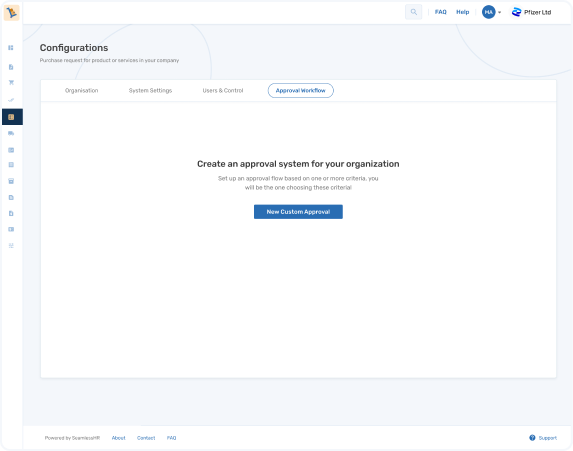 FAQ Help HA Pfizer Ltd
Configurations
Purchase request for product or services in your company
Organisation System Settings Users & Control Approval Workflow
Create an approval system for your organization
Set up an approval flow based on one or more criteria, you
will be the one choosing these criteria!
New Custom Approval
Powered by SeamlessHR About Contact FAQ Support